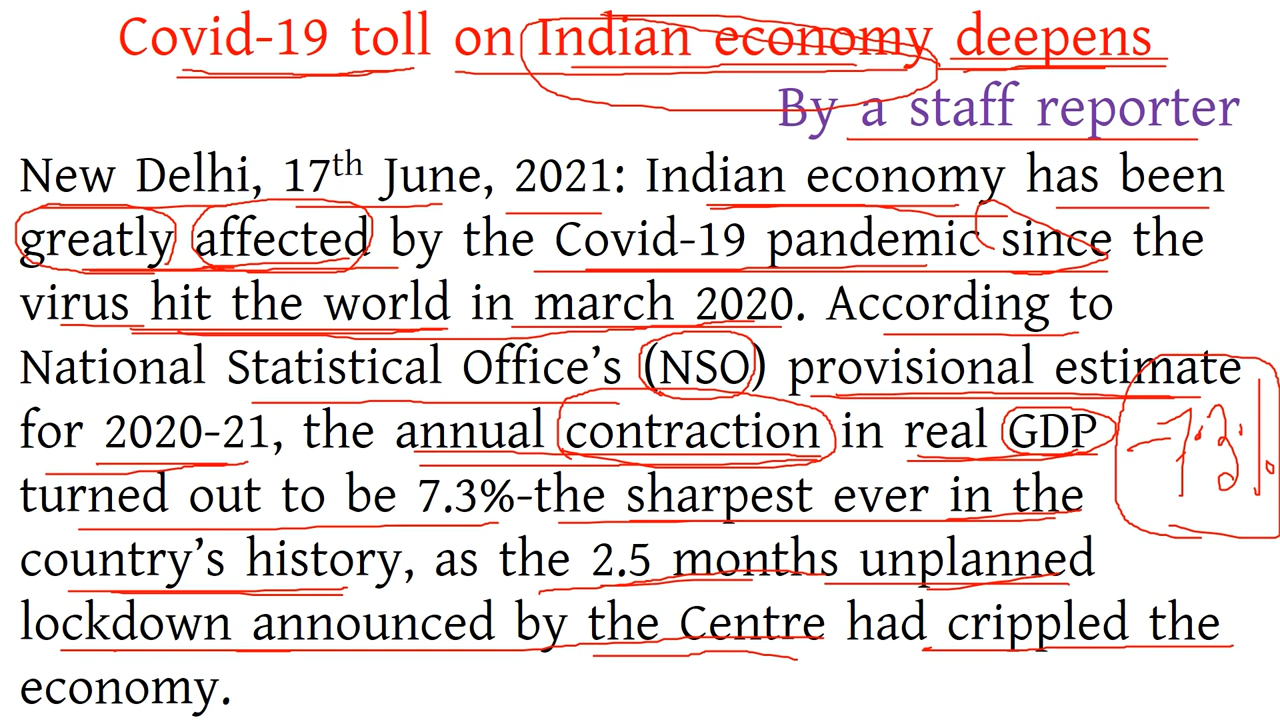 Covid-19 toll on Indian economy deepens
By a staff reporter
New Delhi, 17th June, 2021: Indian economy has been
greatly affected by the Covid-19 pandemic since the
virus hit the world in march 2020. According to
National Statistical Office’s (NSO) provisional estimate
for 2020-21, the annual contraction in real GDP
-7.3%
turned out to be 7.3%-the sharpest ever in the
country’s history, as the 2.5 months unplanned
lockdown announced by the Centre had crippled the
economy.